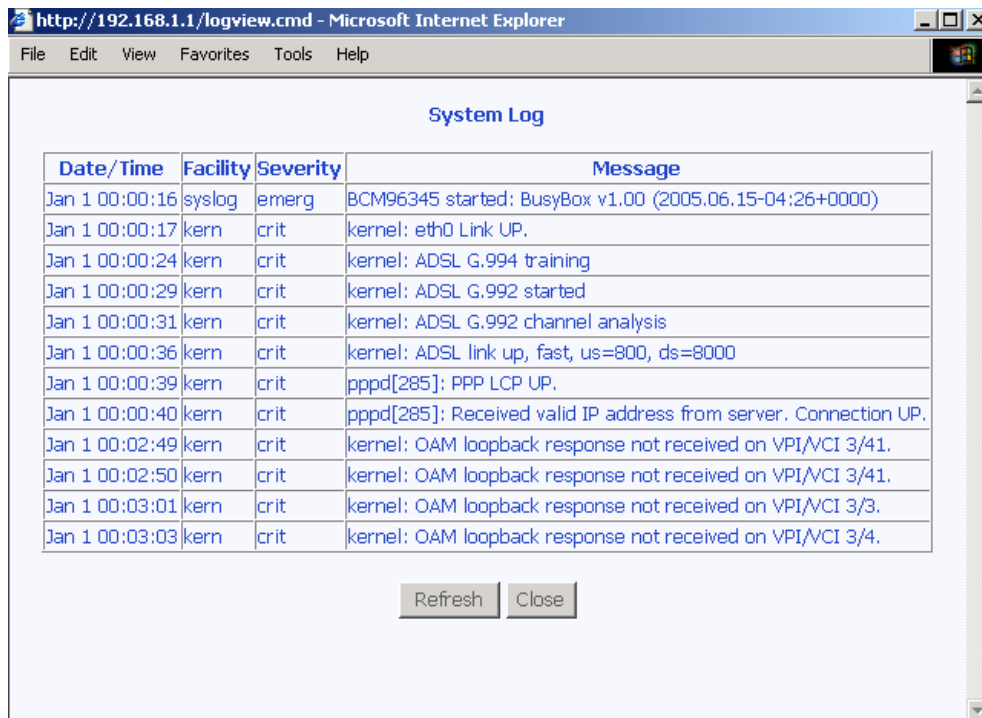 http://192.168.1.1/logview.cmd - Microsoft Internet Explorer
File Edit View Favorites Tools Help
System Log
Date/Time Facility Severity Message
Jan 1 00:00:16 syslog emerg BCM96345 started: BusyBox v1.00 (2005.06.15-04:26+0000)
Jan 1 00:00:17 kern crit kernel: eth0 Link UP.
Jan 1 00:00:24 kern crit kernel: ADSL G.994 training
Jan 1 00:00:29 kern crit kernel: ADSL G.992 started
Jan 1 00:00:31 kern crit kernel: ADSL G.992 channel analysis
Jan 1 00:00:36 kern crit kernel: ADSL link up, fast, us=800, ds=8000
Jan 1 00:00:39 kern crit pppd[285]: PPP LCP UP.
Jan 1 00:00:40 kern crit pppd[285]: Received valid IP address from server. Connection UP.
Jan 1 00:02:49 kern crit kernel: OAM loopback response not received on VPI/VCI 3/41.
Jan 1 00:02:50 kern crit kernel: OAM loopback response not received on VPI/VCI 3/41.
Jan 1 00:03:01 kern crit kernel: OAM loopback response not received on VPI/VCI 3/3.
Jan 1 00:03:03 kern crit kernel: OAM loopback response not received on VPI/VCI 3/4.
Refresh Close